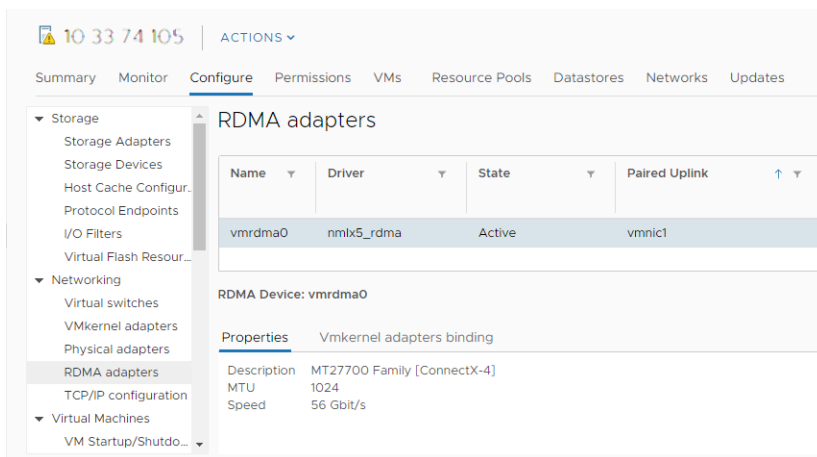 10 33 74 105 ACTIONS
Summary Monitor Configure Permissions VMs Resource Pools Datastores Networks Updates
Storage
Storage Adapters
Storage Devices
Host Cache Configur..
Protocol Endpoints
I/O Filters
Virtual Flash Resour...
Networking
Virtual switches
VMkernel adapters
Physical adapters
RDMA adapters
TCP/IP configuration
Virtual Machines
VM Startup/Shutdo...
RDMA adapters
Name Driver State Paired Uplink
vmrdma0 nmlx5_rdma Active vmnic1
RDMA Device: vmrdma0
Properties Vmkernel adapters binding
Description MT27700 Family [ConnectX-4]
MTU 1024
Speed 56 Gbit/s